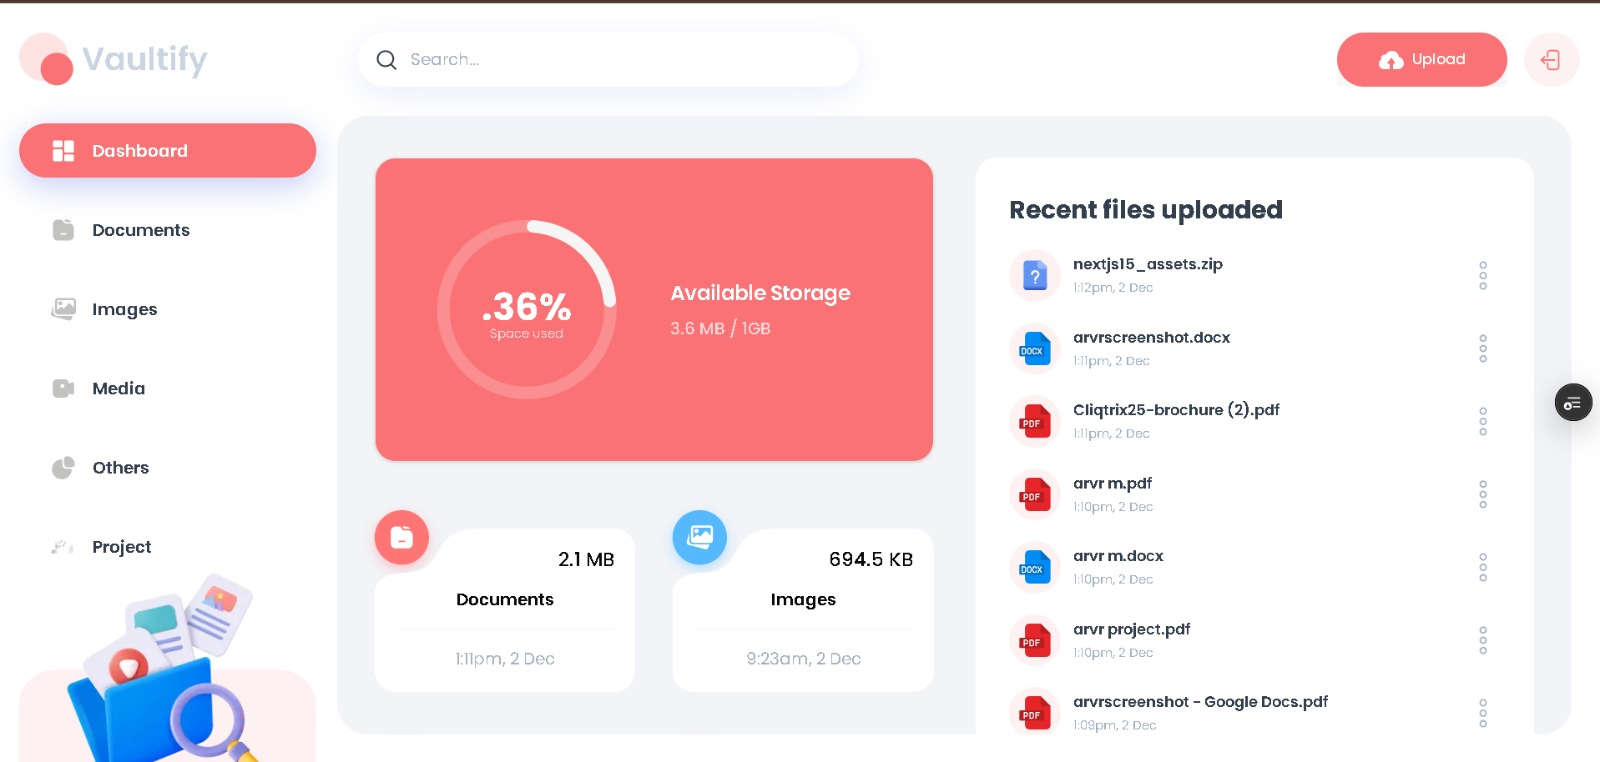 Vaultify
Search...
Upload
Dashboard
Documents
Images
Media
Others
Project
.36%
Space used
Available Storage
3.6 MB / 1GB
2.1 MB
Documents
1:11pm, 2 Dec
694.5 KB
Images
9:23am, 2 Dec
Recent files uploaded
?
nextjs15_assets.zip
1:12pm, 2 Dec
DOCX
arvrscreenshot.docx
1:11pm, 2 Dec
PDF
Cliqtrix25-brochure (2).pdf
1:11pm, 2 Dec
PDF
arvr m.pdf
1:10pm, 2 Dec
DOCX
arvr m.docx
1:10pm, 2 Dec
PDF
arvr project.pdf
1:10pm, 2 Dec
PDF
arvrscreenshot - Google Docs.pdf
1:09pm, 2 Dec